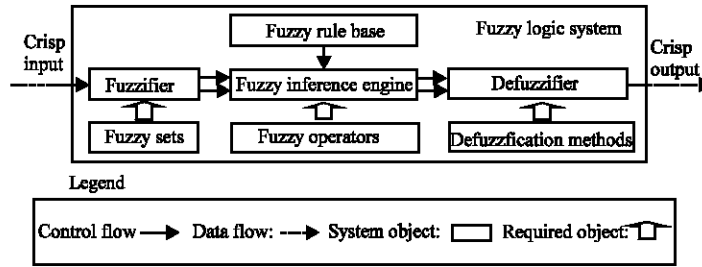 Fuzzy rule base
Fuzzy logic system
Crisp
input
Crisp
output
Fuzzifier
Fuzzy inference engine
Defuzzifier
Fuzzy sets
Fuzzy operators
Defuzzfication methods
Legend
Control flow
Data flow:
System object:
Required object: